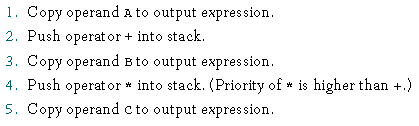 1. Copy operand A to output expression.
2. Push operator + into stack.
3. Copy operand B to output expression.
4. Push operator * into stack. (Priority of * is higher than +.)
5. Copy operand C to output expression.